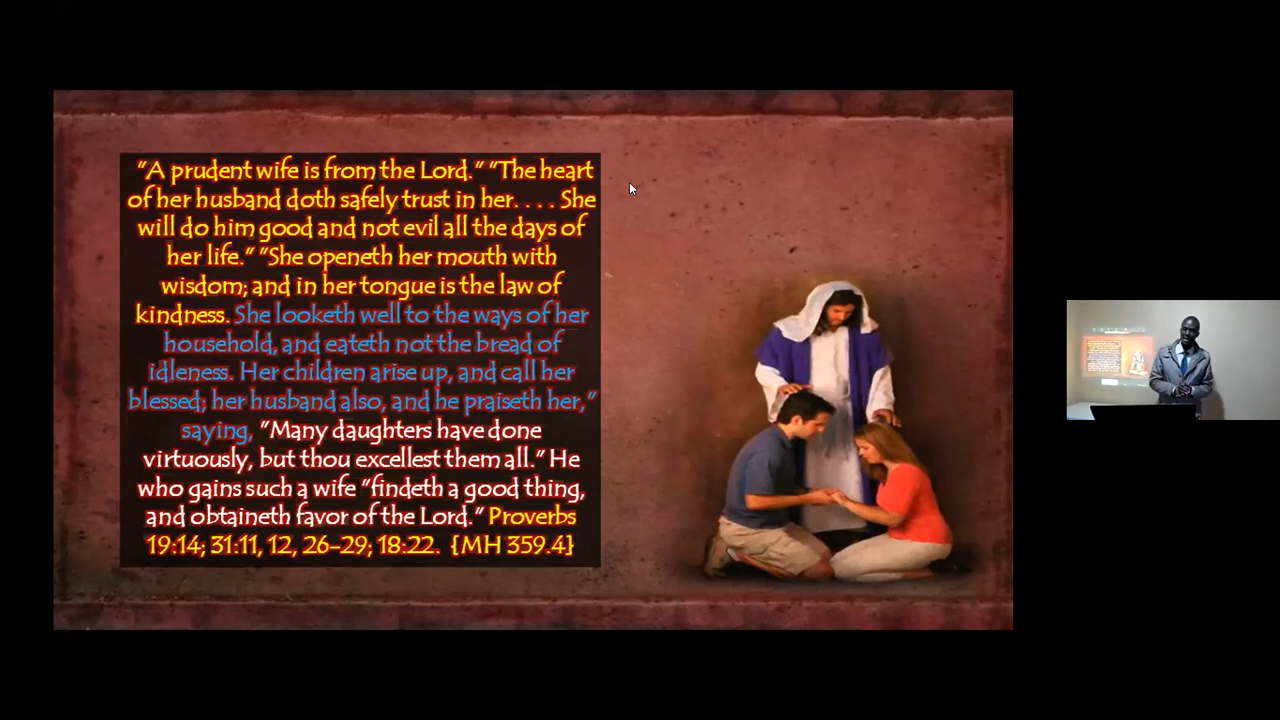 "A prudent wife is from the Lord." "The heart
of her husband doth safely trust in her. . . . She
will do him good and not evil all the days of
her life." "She openeth her mouth with
wisdom; and in her tongue is the law of
kindness. She looketh well to the ways of her
household, and eateth not the bread of
idleness. Her children arise up, and call her
blessed; her husband also, and he praiseth her,"
saying, "Many daughters have done
virtuously, but thou excellest them all." He
who gains such a wife "findeth a good thing,
and obtaineth favor of the Lord." Proverbs
19:14; 31:11, 12, 26–29; 18:22. {MH 359.4}